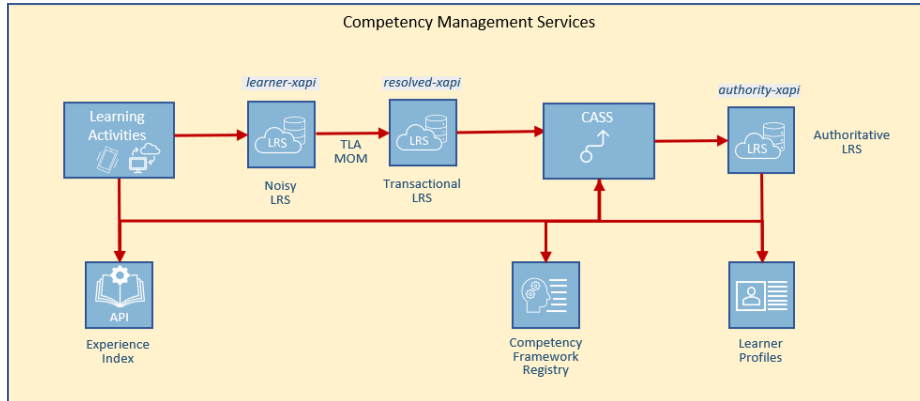 Competency Management Services
learner-xapi
resolved-xapi
authority-xapi
Learning
Activities
LRS
TLA
MOM
LRS
CASS
LRS
Authoritative
LRS
Noisy
LRS
Transactional
LRS
API
Experience
Index
Competency
Framework
Registry
Learner
Profiles